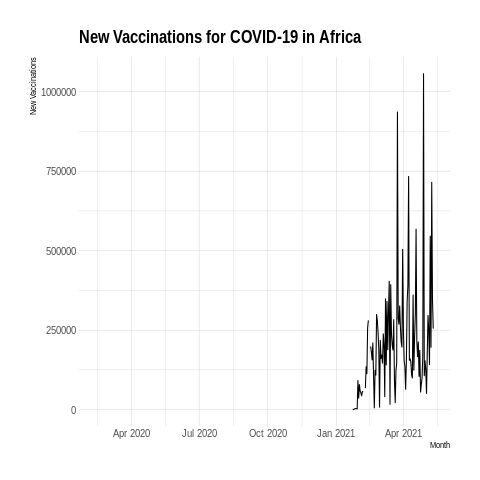 New Vaccinations for COVID-19 in Africa
New Vaccinations
1000000
750000
500000
250000
0
Apr 2020 Jul 2020 Oct 2020 Jan 2021 Apr 2021
Month